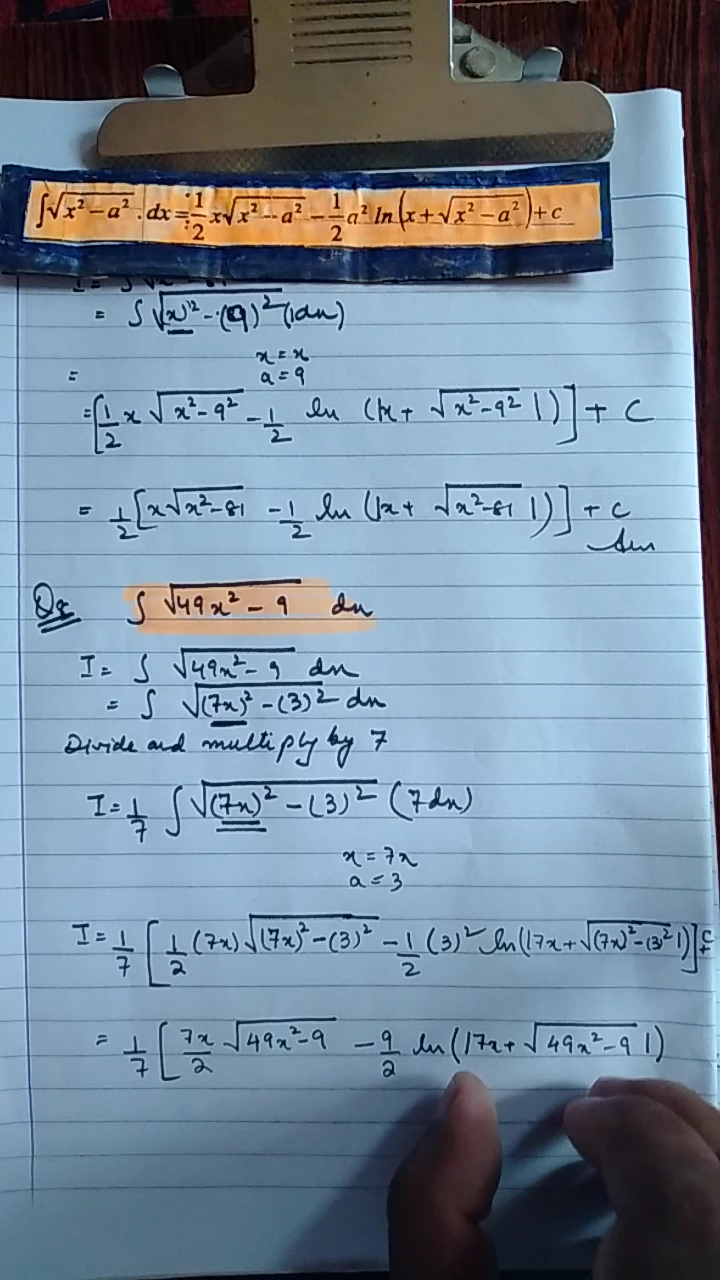 ∫√(x² − a²) . dx = 1/2 x√(x² − a²) − 1/2 a² ln (x + √(x² − a²)) + c
= ∫ √((x)² − (9)²) (1dx)
x = x
a = 9
=
= [1/2 x √(x² − 9²) − 1/2 ln (|x + √(x² − 9²)|)] + C
= 1/2 [x√(x² − 81) − 1/2 ln (|x + √(x² − 81)|)] + C
Ans
Q8 ∫ √(49x² − 9) dx
I = ∫ √(49x² − 9) dx
= ∫ √((7x)² − (3)²) dx
Divide and multiply by 7
I = 1/7 ∫ √((7x)² − (3)²) (7dx)
x = 7x
a = 3
I = 1/7 [1/2 (7x) √((7x)² − (3)²) − 1/2 (3)² ln(|7x + √((7x)² − (3)²)|)] + C
= 1/7 [7x/2 √(49x² − 9) − 9/2 ln (|7x + √(49x² − 9)|)